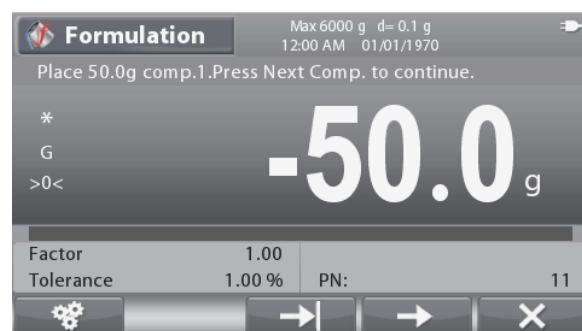 Formulation
Max 6000 g d= 0.1 g
12:00 AM 01/01/1970
Place 50.0g comp.1.Press Next Comp. to continue.
*
G
>0<
-50.0 g
Factor 1.00
Tolerance 1.00 % PN: 11